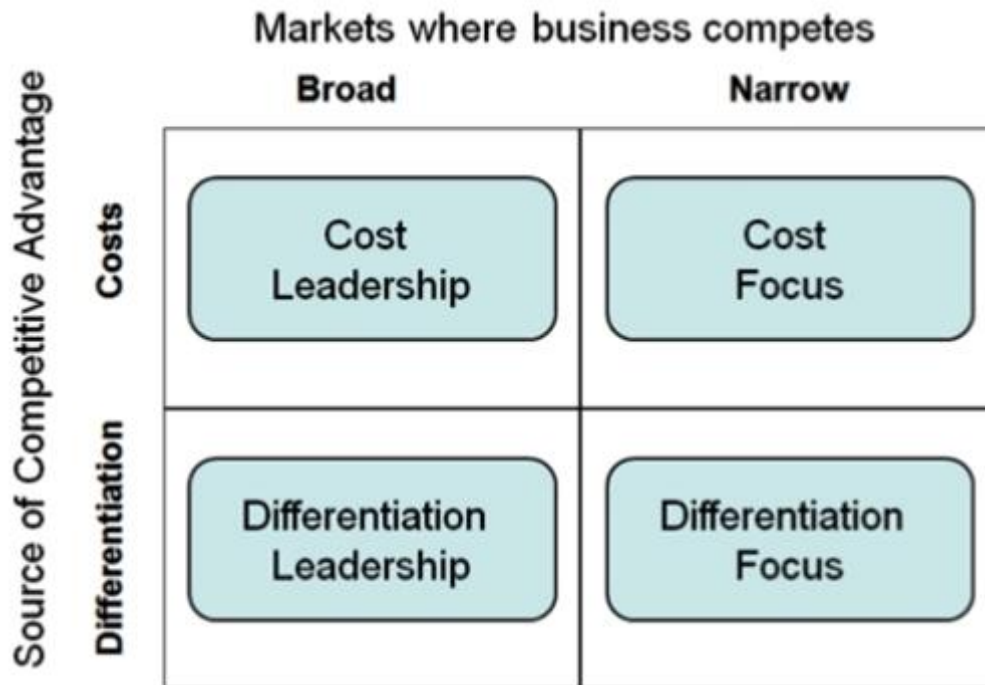 Markets where business competes
Broad
Narrow
Source of Competitive Advantage
Costs
Cost
Leadership
Cost
Focus
Differentiation
Differentiation
Leadership
Differentiation
Focus